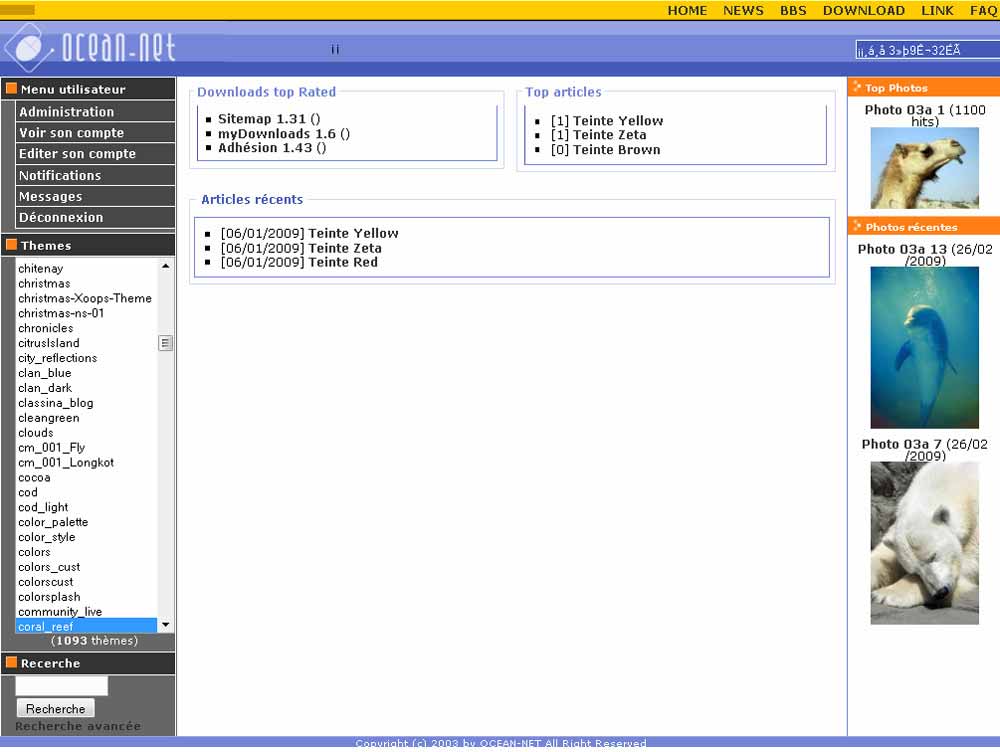 HOME NEWS BBS DOWNLOAD LINK FAQ
OCEAN-NET
Menu utilisateur
Administration
Voir son compte
Editer son compte
Notifications
Messages
Déconnexion
Themes
chitenay
christmas
christmas-Xoops-Theme
christmas-ns-01
chronicles
citrusIsland
city_reflections
clan_blue
clan_dark
classina_blog
cleangreen
clouds
cm_001_Fly
cm_001_Longkot
cocoa
cod
cod_light
color_palette
color_style
colors
colors_cust
colorscust
colorsplash
community_live
coral_reef
(1093 thèmes)
Recerche
Recherche
Recherche avancée
Downloads top Rated
Sitemap 1.31 ()
myDownloads 1.6 ()
Adhésion 1.43 ()
Top articles
[1] Teinte Yellow
[1] Teinte Zeta
[0] Teinte Brown
Articles récents
[06/01/2009] Teinte Yellow
[06/01/2009] Teinte Zeta
[06/01/2009] Teinte Red
Top Photos
Photo 03a 1 (1100
hits)
Photos récentes
Photo 03a 13 (26/02
/2009)
Photo 03a 7 (26/02
/2009)
Copyright (c) 2003 by OCEAN-NET All Right Reserved